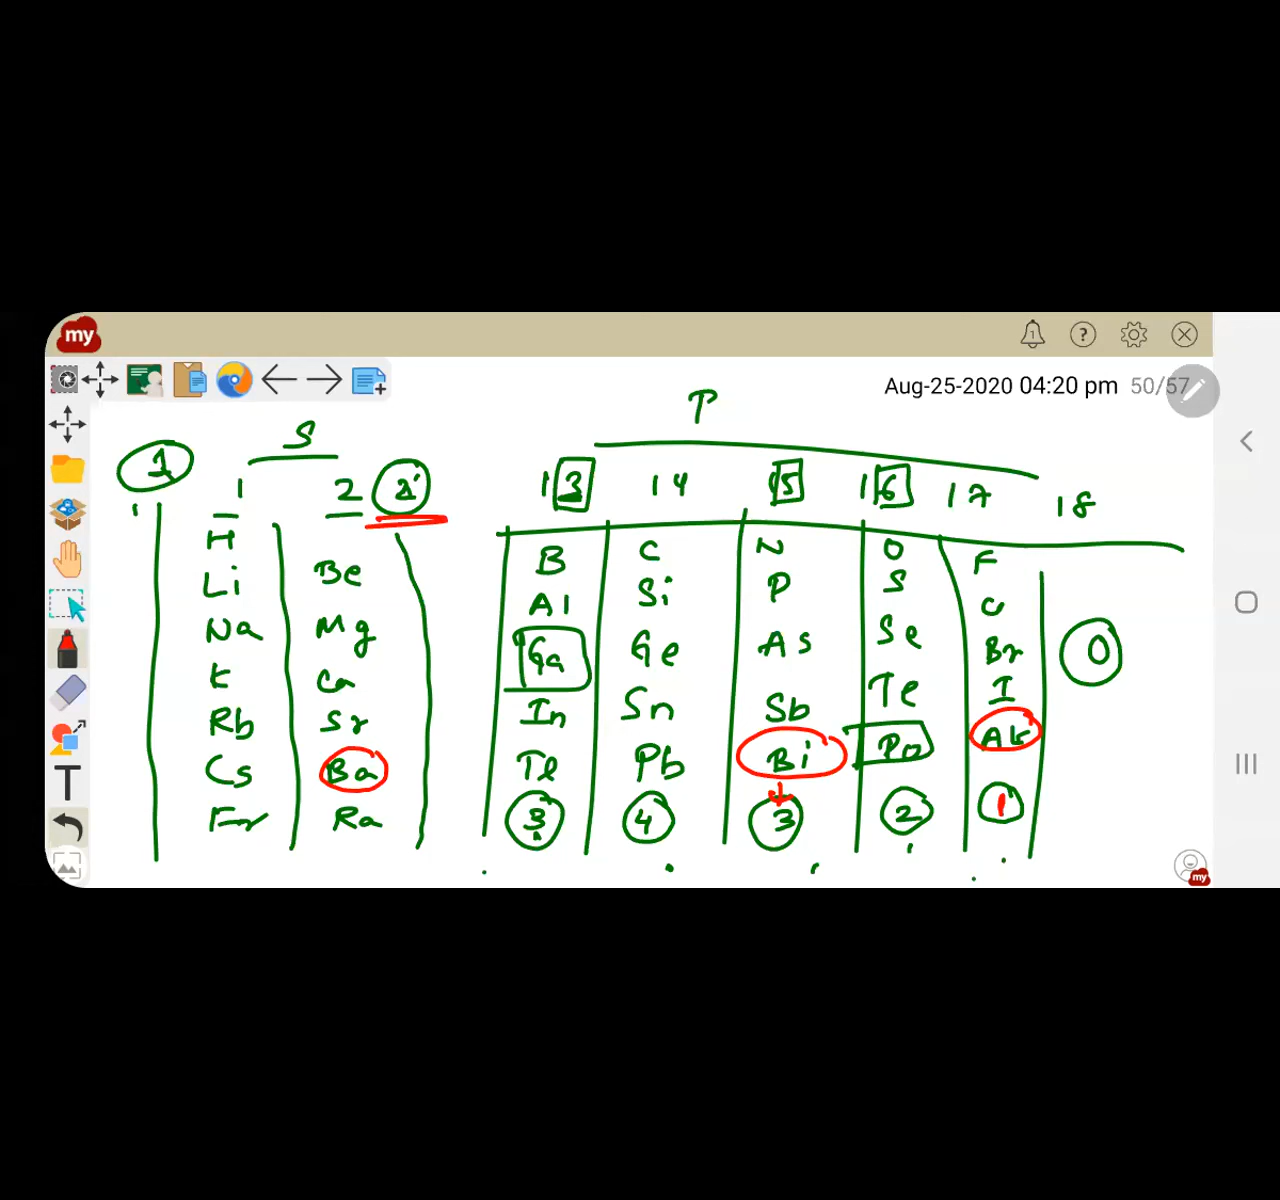 my
1 ?
Aug-25-2020 04:20 pm 50/57
P
S
1
1 2 2
13 14 15 16 17 18
H B C N O F
Li Be Al Si P S
Na Mg Ga Ge As Se Br 0
K Ca In Sn Sb Te I
Rb Sr Bi Po At
Cs Ba Tl Pb
Fr Ra 3 4 3 2 1
T
my